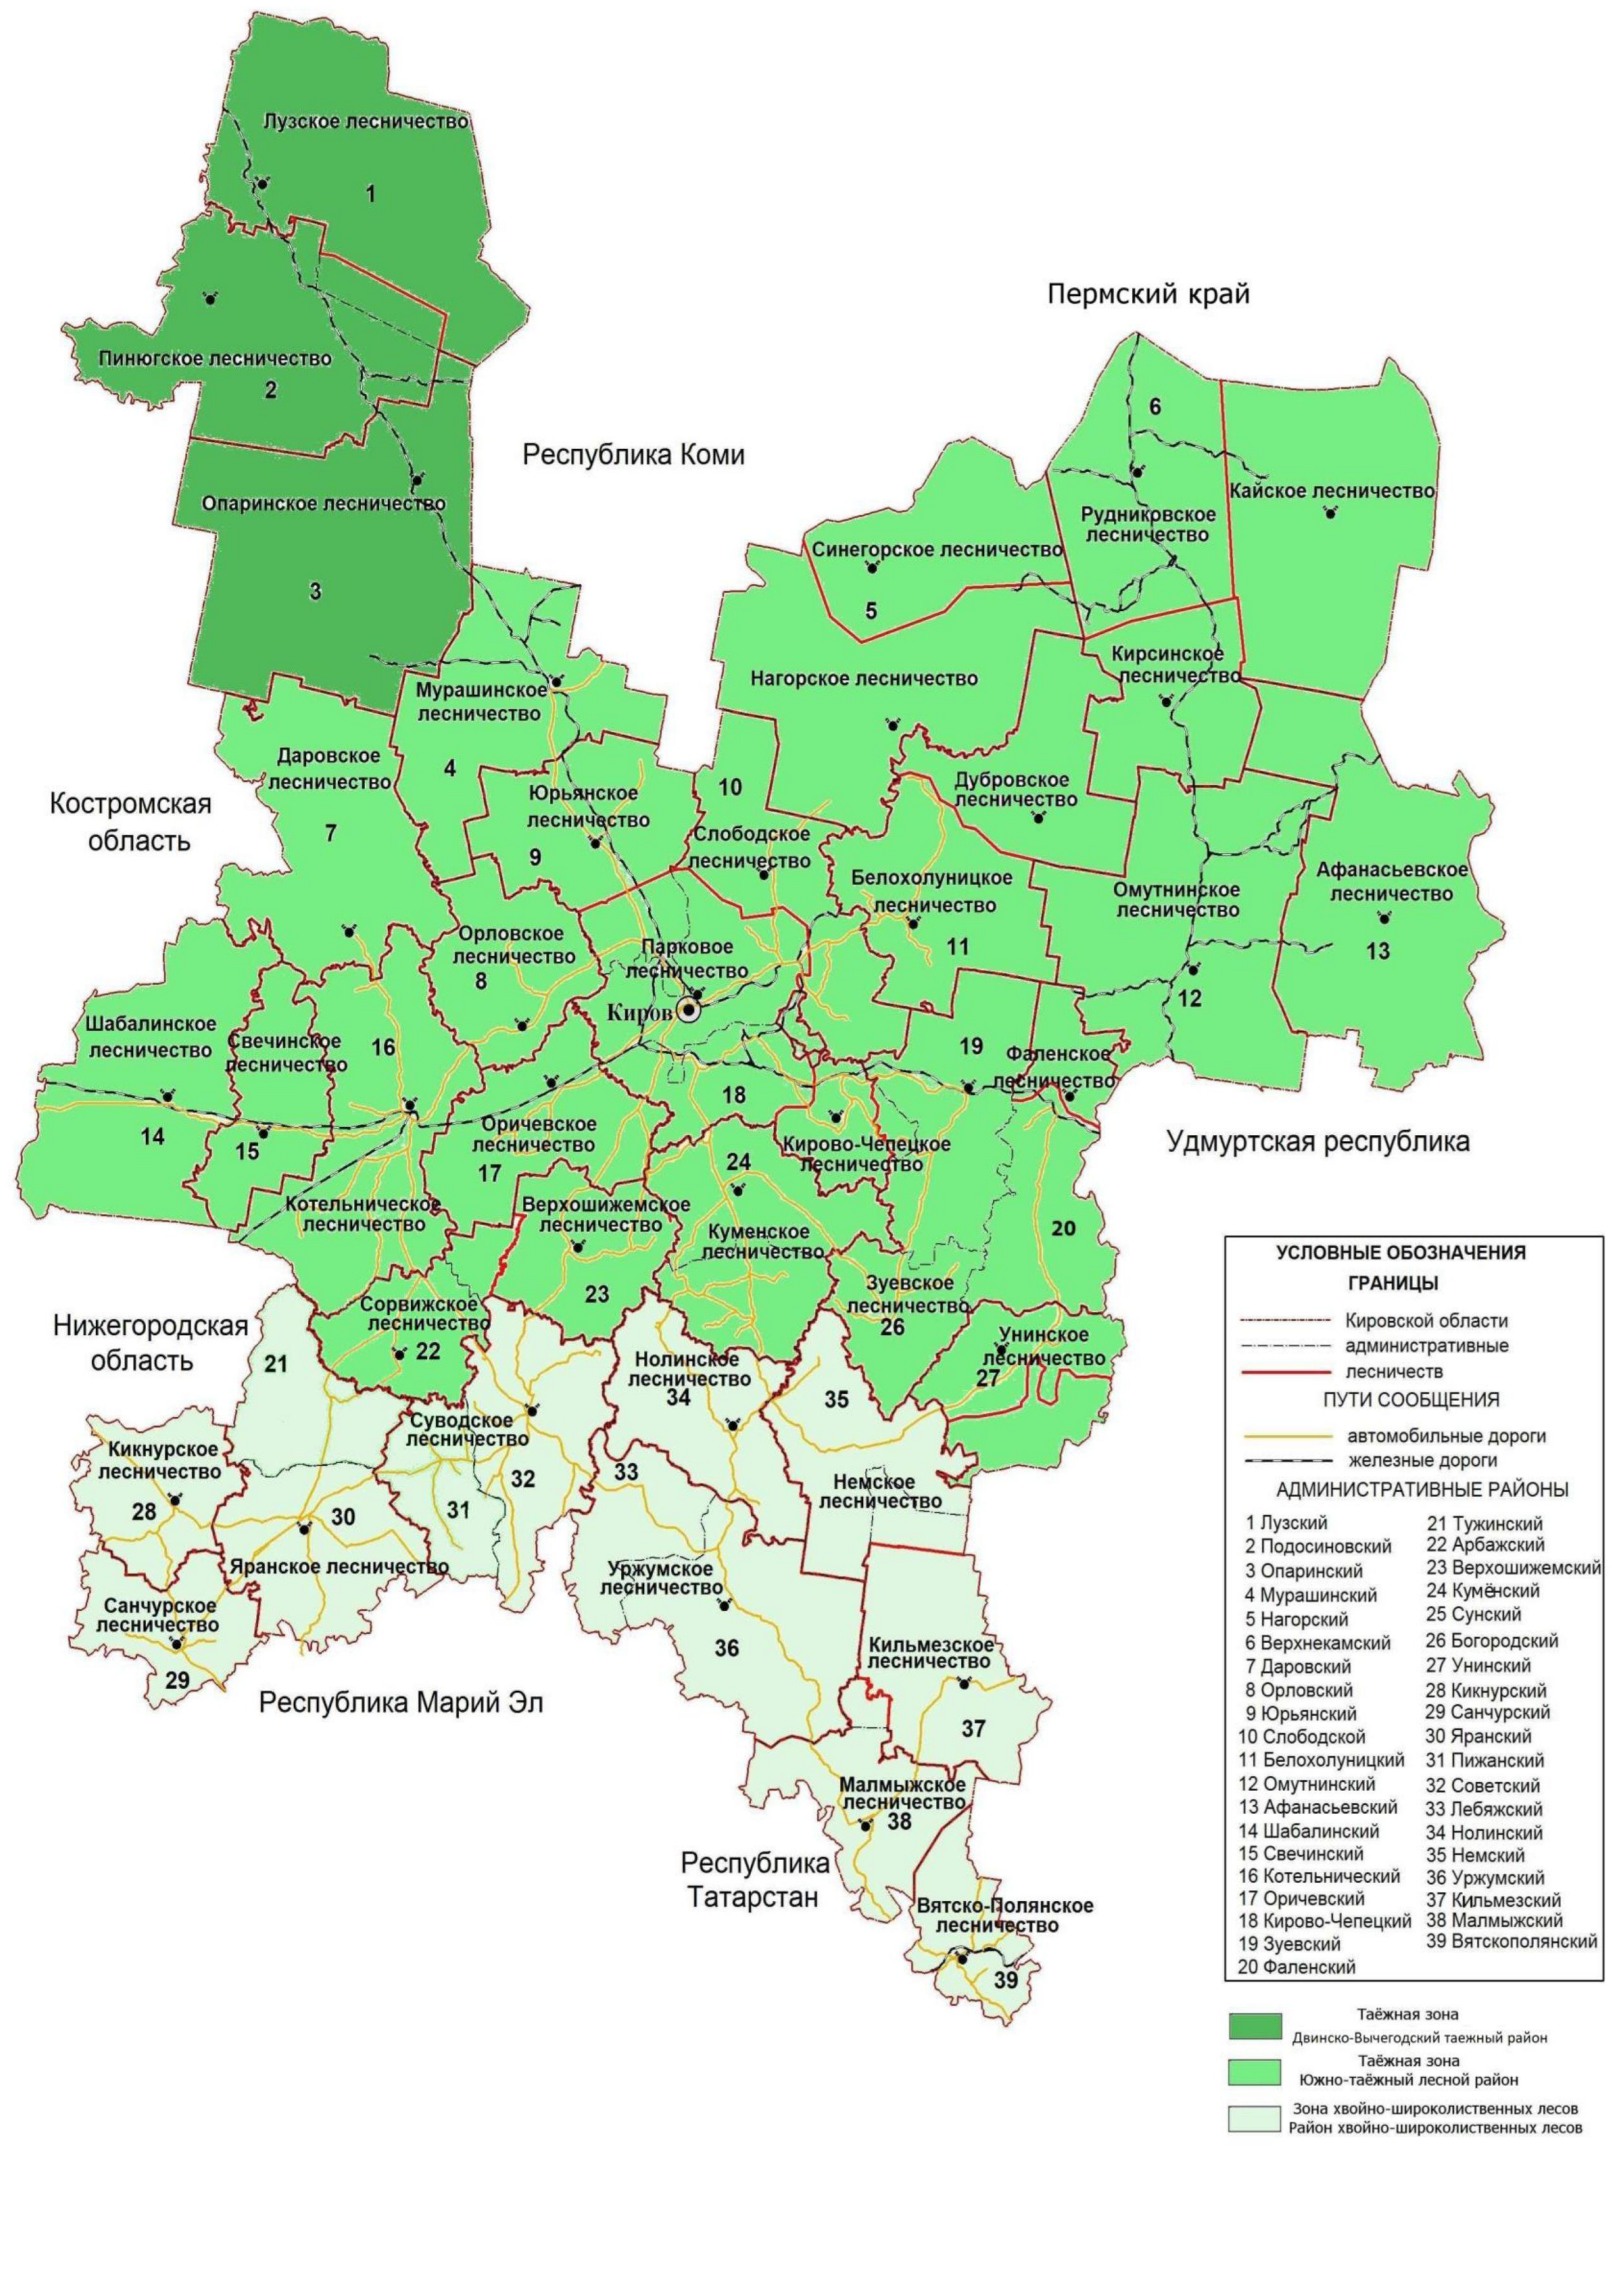 Лузское лесничество
1
Пермский край
Пинюгское лесничество
2
6
Республика Коми
Кайское лесничество
Опаринское лесничество
Рудниковское
лесничество
Синегорское лесничество
3
5
Кирсинское
лесничество
Нагорское лесничество
Мурашинское
лесничество
Даровское
лесничество
4
10
Дубровское
лесничество
Юрьянское
лесничество
Костромская
область
7
Слободское
лесничество
9
Белохолуницкое
лесничество
Афанасьевское
лесничество
Омутнинское
лесничество
Орловское
лесничество
Парковое
лесничество
11
13
8
12
Киров
Шабалинское
лесничество
Свечинское
лесничество
16
19
Фаленское
лесничество
18
14
15
Оричевское
лесничество
17
Кирово-Чепецкое
лесничество
Удмуртская республика
24
Котельническое
лесничество
Верхошижемское
лесничество
Куменское
лесничество
20
23
Зуевское
лесничество
26
Сорвижское
лесничество
22
Нижегородская
область
21
Унинское
лесничество
27
Нолинское
лесничество
34
35
Суводское
лесничество
Кикнурское
лесничество
28
30
31
32
33
Немское
лесничество
Яранское лесничество
Уржумское
лесничество
Санчурское
лесничество
29
36
Кильмезское
лесничество
37
Республика Марий Эл
Малмыжское
лесничество
38
Республика
Татарстан
Вятско-Полянское
лесничество
39
УСЛОВНЫЕ ОБОЗНАЧЕНИЯ
ГРАНИЦЫ
Кировской области
административные
лесничеств
ПУТИ СООБЩЕНИЯ
автомобильные дороги
железные дороги
АДМИНИСТРАТИВНЫЕ РАЙОНЫ
1 Лузский
2 Подосиновский
3 Опаринский
4 Мурашинский
5 Нагорский
6 Верхнекамский
7 Даровский
8 Орловский
9 Юрьянский
10 Слободской
11 Белохолуницкий
12 Омутнинский
13 Афанасьевский
14 Шабалинский
15 Свечинский
16 Котельнический
17 Оричевский
18 Кирово-Чепецкий
19 Зуевский
20 Фаленский
21 Тужинский
22 Арбажский
23 Верхошижемский
24 Кумёнский
25 Сунский
26 Богородский
27 Унинский
28 Кикнурский
29 Санчурский
30 Яранский
31 Пижанский
32 Советский
33 Лебяжский
34 Нолинский
35 Немский
36 Уржумский
37 Кильмезский
38 Малмыжский
39 Вятскополянский
Таёжная зона
Двинско-Вычегодский таежный район
Таёжная зона
Южно-таёжный лесной район
Зона хвойно-широколиственных лесов
Район хвойно-широколиственных лесов